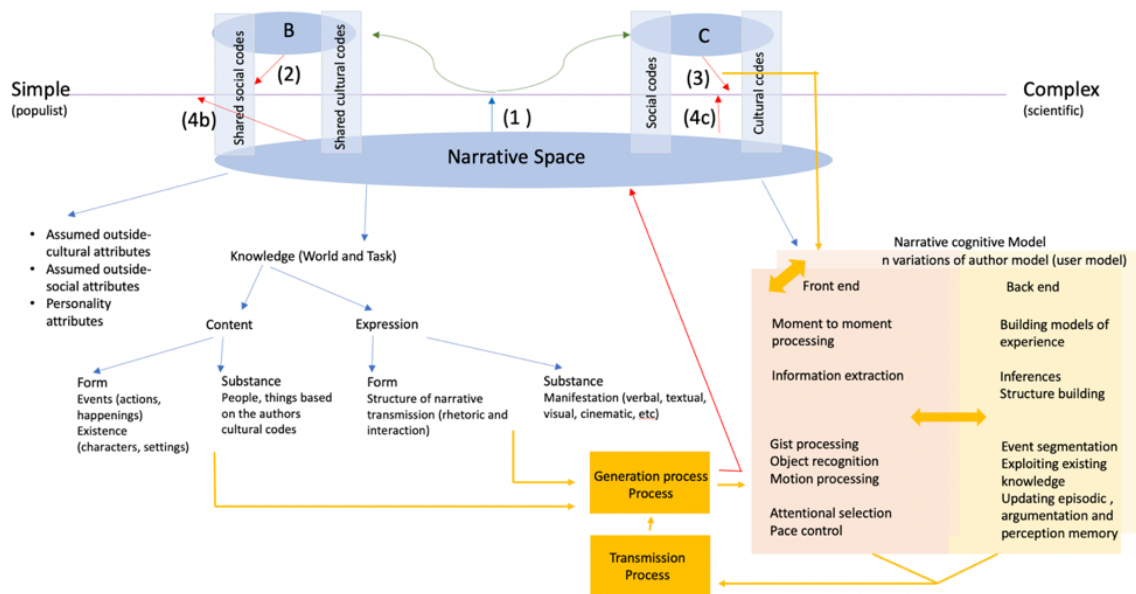 B
C
Shared social codes
Shared cultural codes
Social codes
Cultural codes
(2)
(3)
Simple
(populist)
Complex
(scientific)
(4b)
(1)
(4c)
Narrative Space
• Assumed outside-
cultural attributes
• Assumed outside-
social attributes
• Personality
attributes
Knowledge (World and Task)
Content
Expression
Form
Events (actions,
happenings)
Existence
(characters, settings)
Substance
People, things based
on the authors
cultural codes
Form
Structure of narrative
transmission (rhetoric and
interaction)
Substance
Manifestation (verbal, textual,
visual, cinematic, etc)
Generation process
Process
Transmission
Process
Narrative cognitive Model
n variations of author model (user model)
Front end
Moment to moment
processing
Information extraction
Gist processing
Object recognition
Motion processing
Attentional selection
Pace control
Back end
Building models of
experience
Inferences
Structure building
Event segmentation
Exploiting existing
knowledge
Updating episodic ,
argumentation and
perception memory